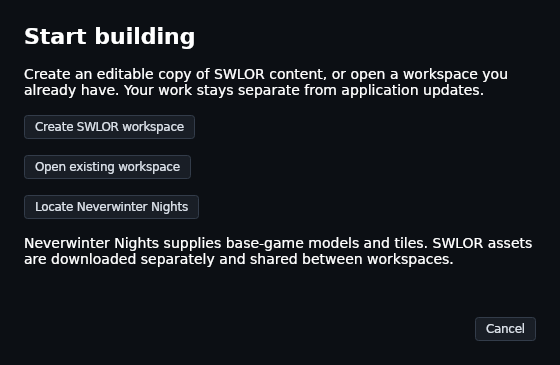 Start building
Create an editable copy of SWLOR content, or open a workspace you
already have. Your work stays separate from application updates.
Create SWLOR workspace
Open existing workspace
Locate Neverwinter Nights
Neverwinter Nights supplies base-game models and tiles. SWLOR assets
are downloaded separately and shared between workspaces.
Cancel